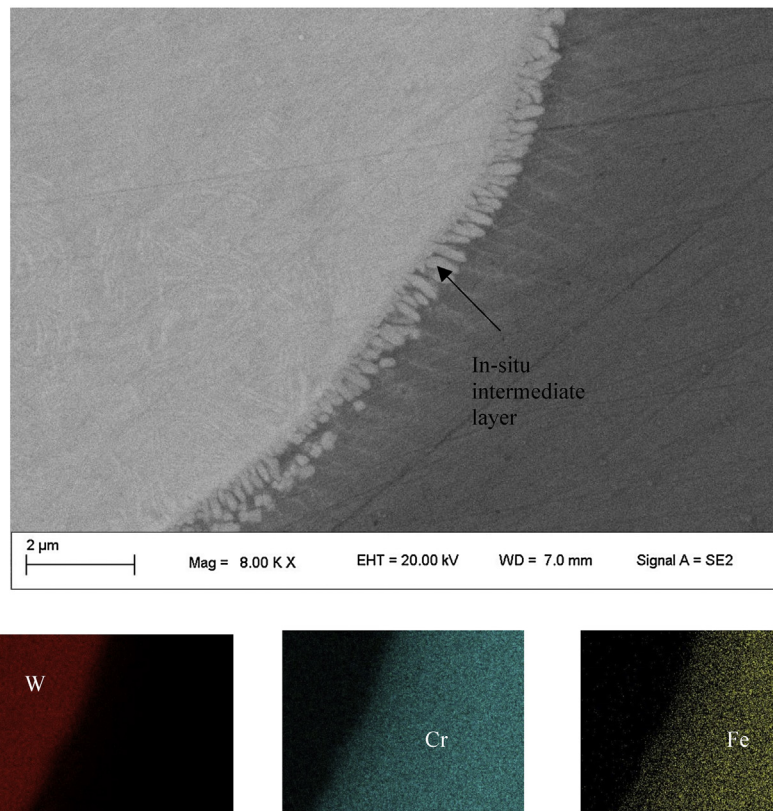 In-situ
intermediate
layer
2 µm
Mag = 8.00 K X EHT = 20.00 kV WD = 7.0 mm Signal A = SE2
W Cr Fe